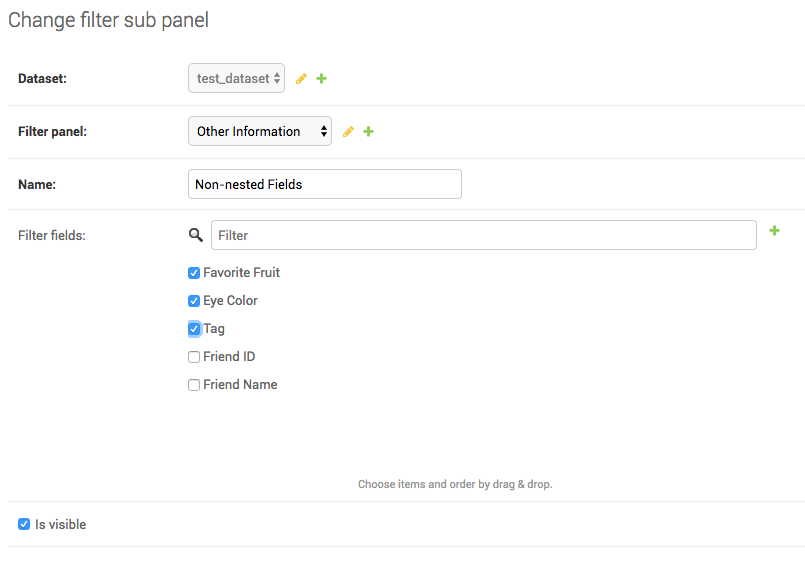 Change filter sub panel
Dataset: test_dataset
Filter panel: Other Information
Name: Non-nested Fields
Filter fields: Filter
Favorite Fruit
Eye Color
Tag
Friend ID
Friend Name
Choose items and order by drag & drop.
Is visible